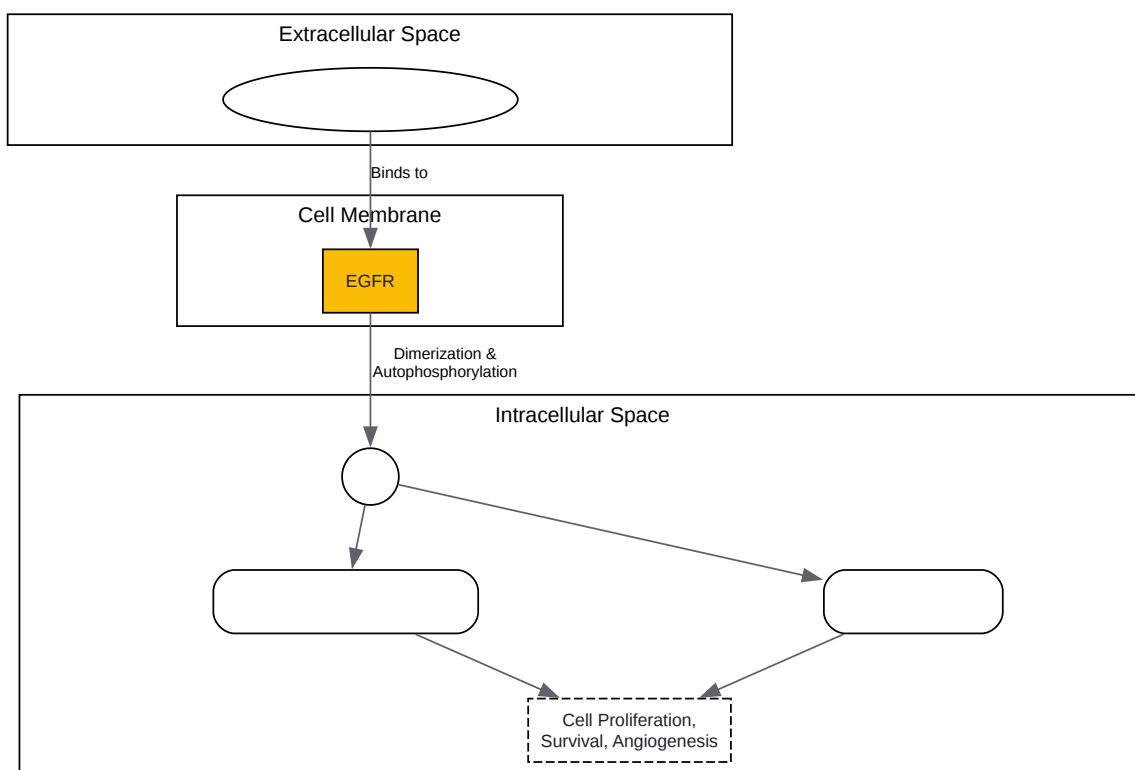 Extracellular Space
Binds to
Cell Membrane
EGFR
Dimerization &
Autophosphorylation
Intracellular Space
Cell Proliferation,
Survival, Angiogenesis